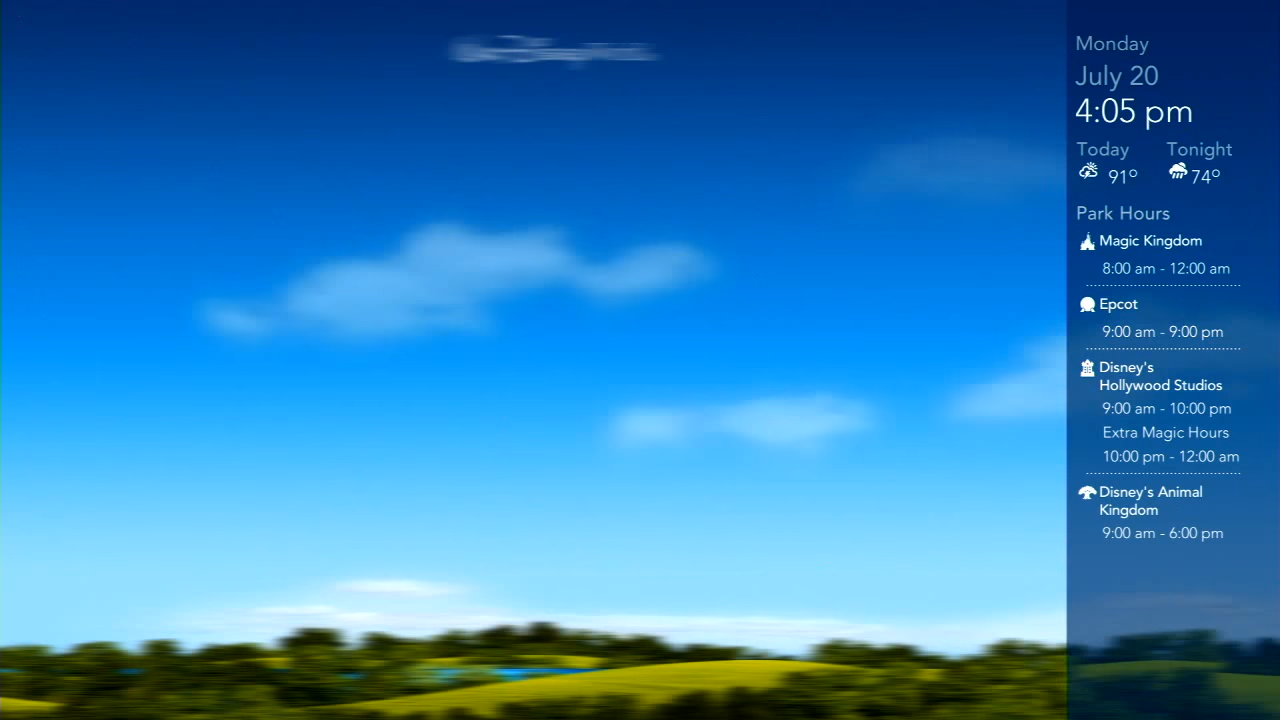 Monday
July 20
4:05 pm
Today Tonight
91° 74°
Park Hours
Magic Kingdom
8:00 am - 12:00 am
Epcot
9:00 am - 9:00 pm
Disney's
Hollywood Studios
9:00 am - 10:00 pm
Extra Magic Hours
10:00 pm - 12:00 am
Disney's Animal
Kingdom
9:00 am - 6:00 pm